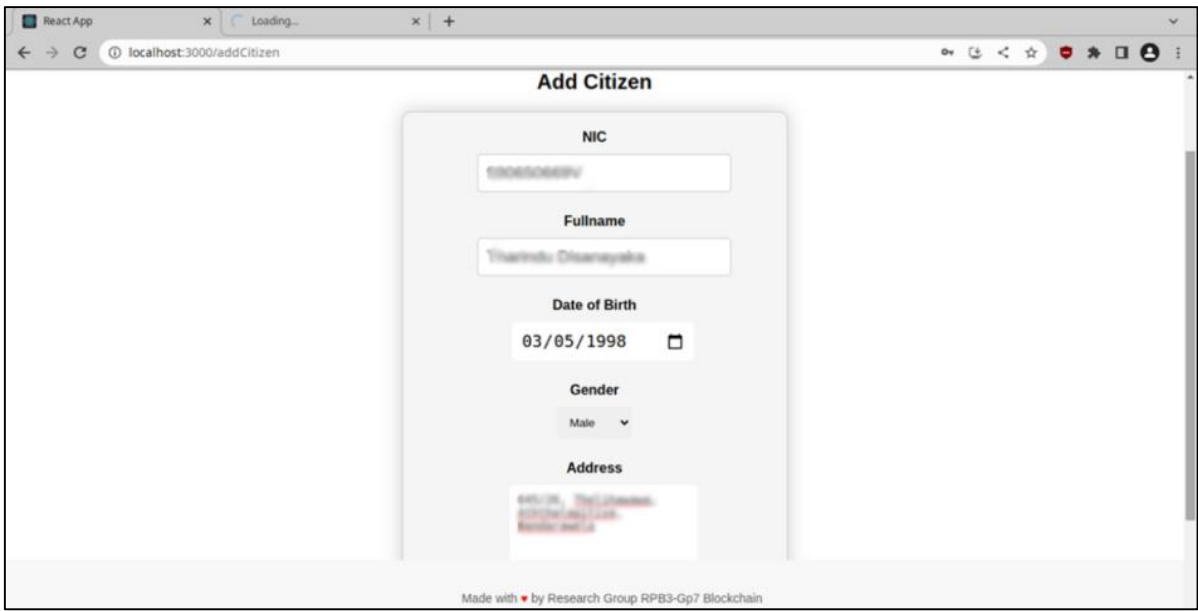 React App
Loading...
localhost:3000/addCitizen
Add Citizen
NIC
Fullname
Date of Birth
03/05/1998
Gender
Male
Address
Made with ♥ by Research Group RPB3-Gp7 Blockchain